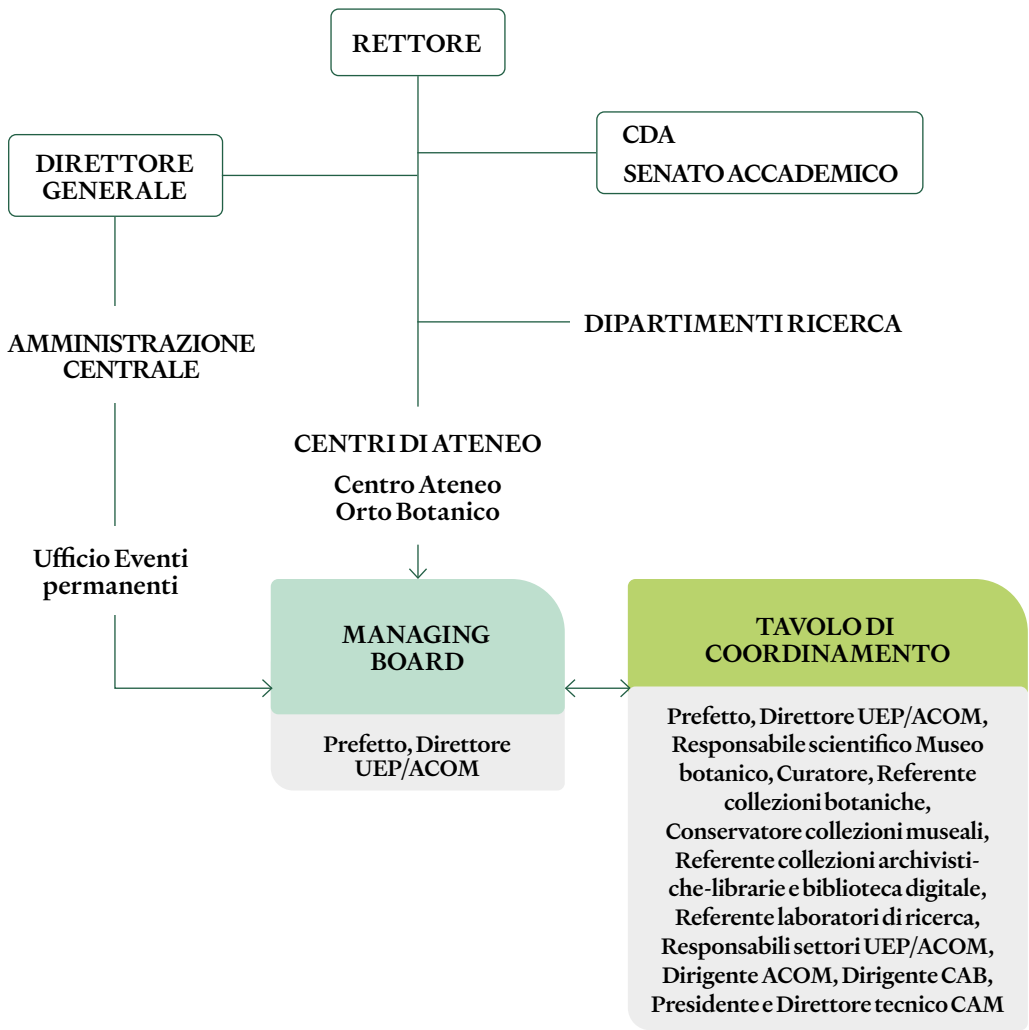 RETTORE
CDA
SENATO ACCADEMICO
DIRETTORE
GENERALE
DIPARTIMENTI RICERCA
AMMINISTRAZIONE
CENTRALE
CENTRI DI ATENEO
Centro Ateneo
Orto Botanico
Ufficio Eventi
permanenti
MANAGING
BOARD
Prefetto, Direttore
UEP/ACOM
TAVOLO DI
COORDINAMENTO
Prefetto, Direttore UEP/ACOM,
Responsabile scientifico Museo
botanico, Curatore, Referente
collezioni botaniche,
Conservatore collezioni museali,
Referente collezioni archivisti-
che-librarie e biblioteca digitale,
Referente laboratori di ricerca,
Responsabili settori UEP/ACOM,
Dirigente ACOM, Dirigente CAB,
Presidente e Direttore tecnico CAM